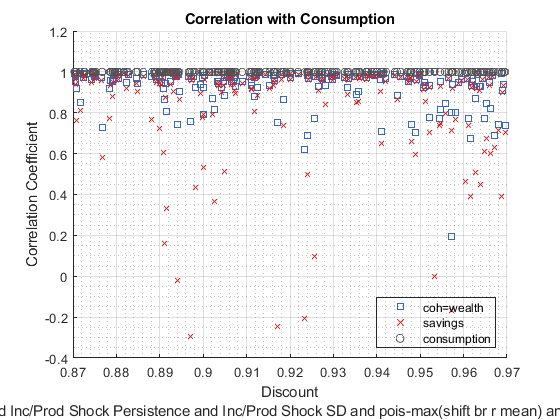 Correlation with Consumption
Correlation Coefficient
1.2
1
0.8
0.6
0.4
0.2
0
-0.2
-0.4
0.87
0.88
0.89
0.9
0.91
0.92
0.93
0.94
0.95
0.96
0.97
coh=wealth
savings
consumption
Discount
d Inc/Prod Shock Persistence and Inc/Prod Shock SD and pois-max(shift br r mean) an